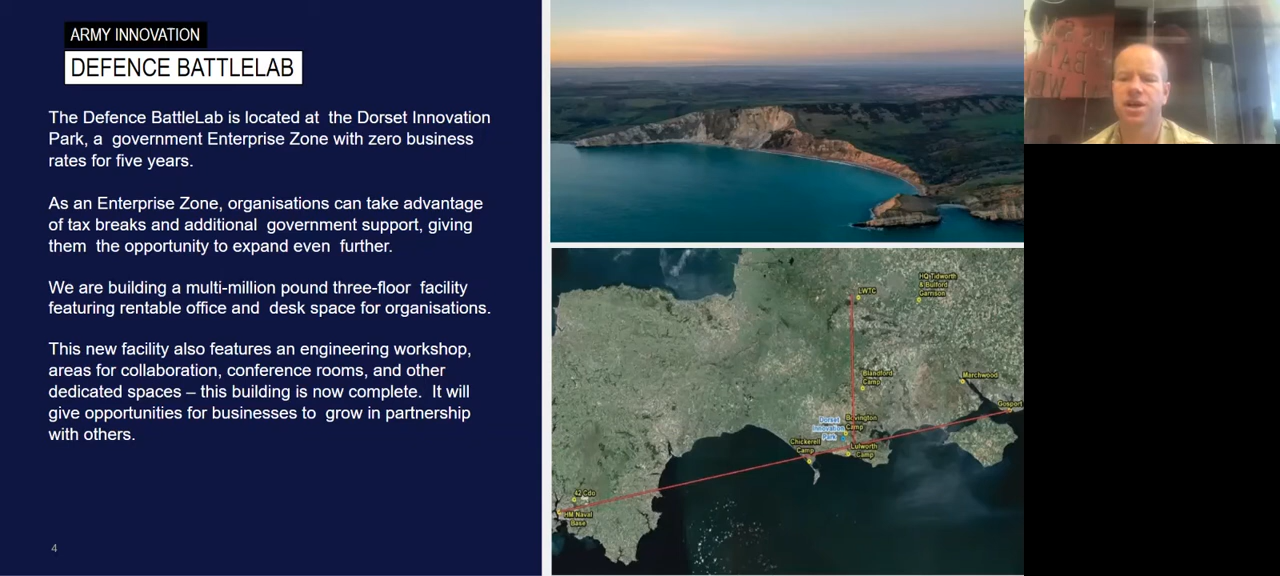 ARMY INNOVATION
DEFENCE BATTLELAB
The Defence BattleLab is located at the Dorset Innovation
Park, a government Enterprise Zone with zero business
rates for five years.
As an Enterprise Zone, organisations can take advantage
of tax breaks and additional government support, giving
them the opportunity to expand even further.
We are building a multi-million pound three-floor facility
featuring rentable office and desk space for organisations.
This new facility also features an engineering workshop,
areas for collaboration, conference rooms, and other
dedicated spaces – this building is now complete. It will
give opportunities for businesses to grow in partnership
with others.
4
HQ Tidworth
& Bulford
Garrison
LWTC
Blandford
Camp
Marchwood
Gosport
Dorset
Innovation
Park
Bovington
Camp
Chickerell
Camp
Lulworth
Camp
42 Cdo
HM Naval
Base